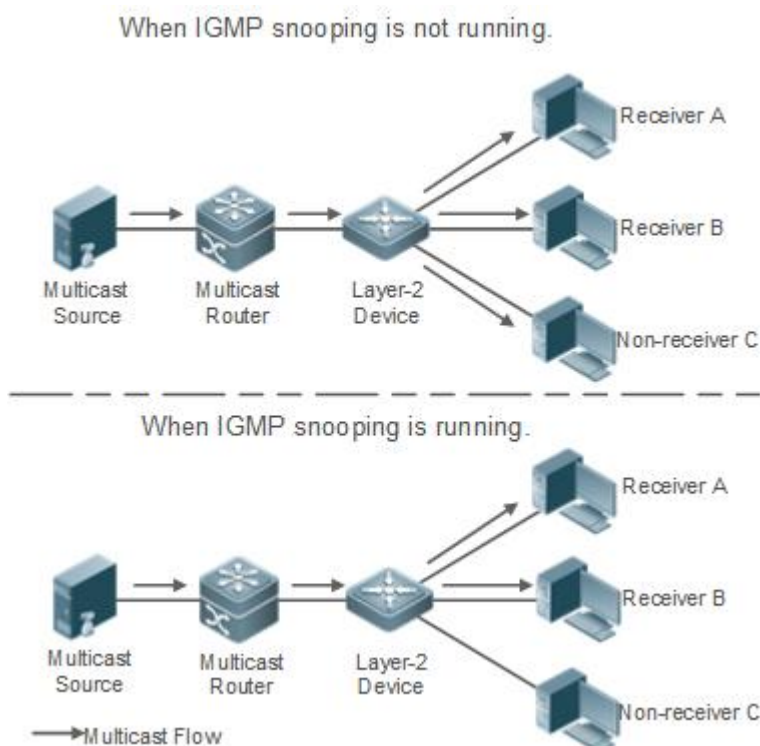 When IGMP snooping is not running.
Receiver A
Receiver B
Multicast
Source
Multicast
Router
Layer-2
Device
Non-receiver C
When IGMP snooping is running.
Receiver A
Receiver B
Multicast
Source
Multicast
Router
Layer-2
Device
Non-receiver C
Multicast Flow